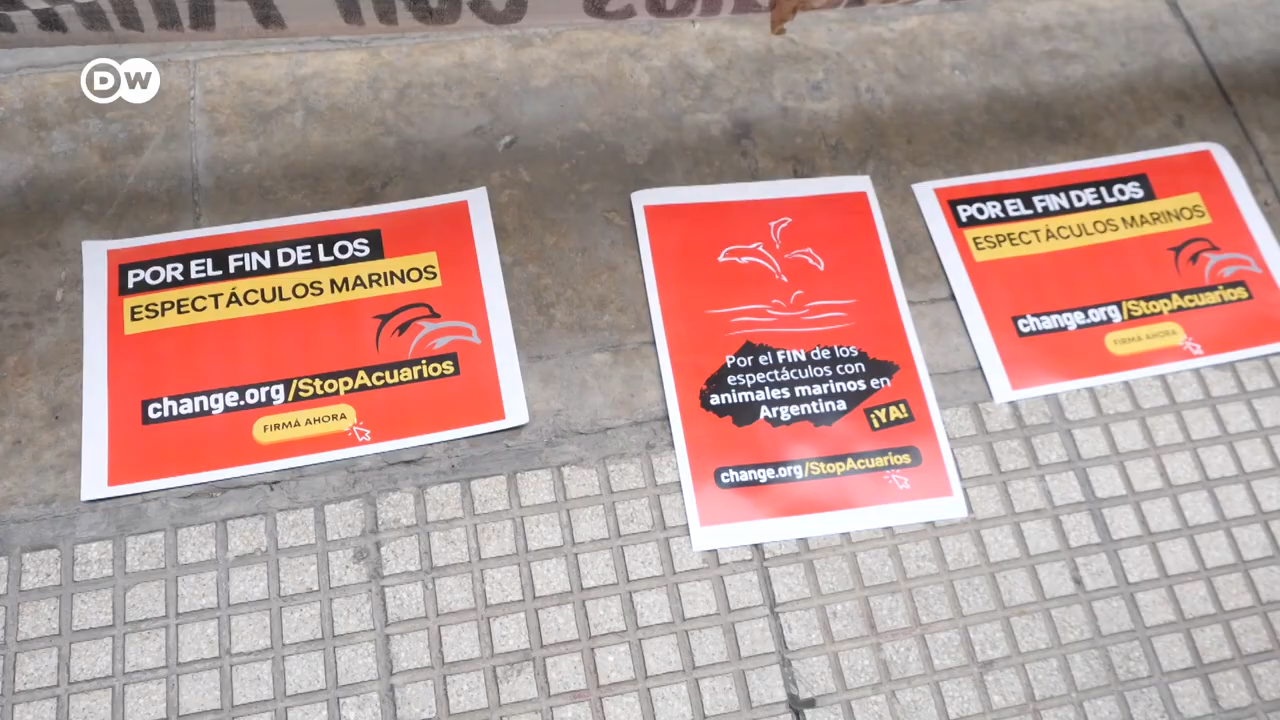 DW
POR EL FIN DE LOS
ESPECTÁCULOS MARINOS
change.org/StopAcuarios
FIRMÁ AHORA
Por el FIN de los
espectáculos con
animales marinos en
Argentina
¡YA!
change.org/StopAcuarios
POR EL FIN DE LOS
ESPECTÁCULOS MARINOS
change.org/StopAcuarios
FIRMÁ AHORA